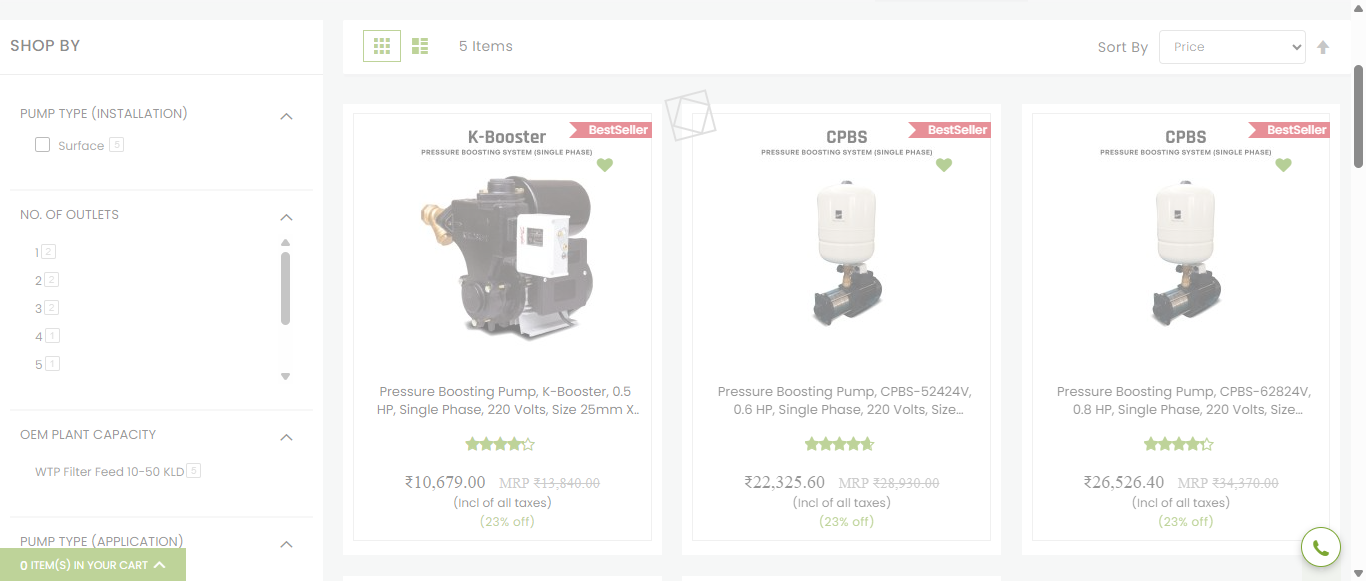 SHOP BY
5 Items
Sort By
Price
PUMP TYPE (INSTALLATION)
Surface 5
NO. OF OUTLETS
1 2
2 2
3 2
4 1
5 1
OEM PLANT CAPACITY
WTP Filter Feed 10-50 KLD 5
PUMP TYPE (APPLICATION)
0 ITEM(S) IN YOUR CART
BestSeller
K-Booster
PRESSURE BOOSTING SYSTEM (SINGLE PHASE)
Pressure Boosting Pump, K-Booster, 0.5
HP, Single Phase, 220 Volts, Size 25mm X..
₹10,679.00 MRP ₹13,840.00
(Incl of all taxes)
(23% off)
BestSeller
CPBS
PRESSURE BOOSTING SYSTEM (SINGLE PHASE)
Pressure Boosting Pump, CPBS-52424V,
0.6 HP, Single Phase, 220 Volts, Size...
₹22,325.60 MRP ₹28,930.00
(Incl of all taxes)
(23% off)
BestSeller
CPBS
PRESSURE BOOSTING SYSTEM (SINGLE PHASE)
Pressure Boosting Pump, CPBS-62824V,
0.8 HP, Single Phase, 220 Volts, Size...
₹26,526.40 MRP ₹34,370.00
(Incl of all taxes)
(23% off)